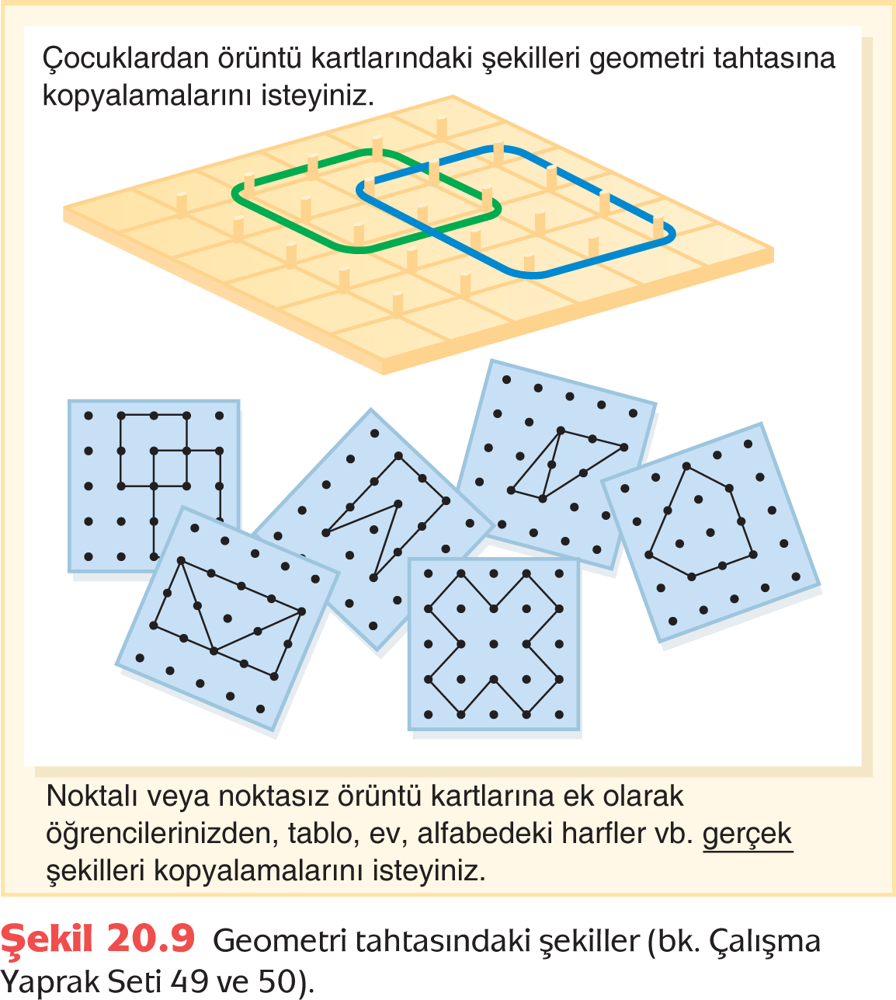 Çocuklardan örüntü kartlarındaki şekilleri geometri tahtasına
kopyalamalarını isteyiniz.
Noktalı veya noktasız örüntü kartlarına ek olarak
öğrencilerinizden, tablo, ev, alfabedeki harfler vb. gerçek
şekilleri kopyalamalarını isteyiniz.
Şekil 20.9 Geometri tahtasındaki şekiller (bk. Çalışma
Yaprak Seti 49 ve 50).